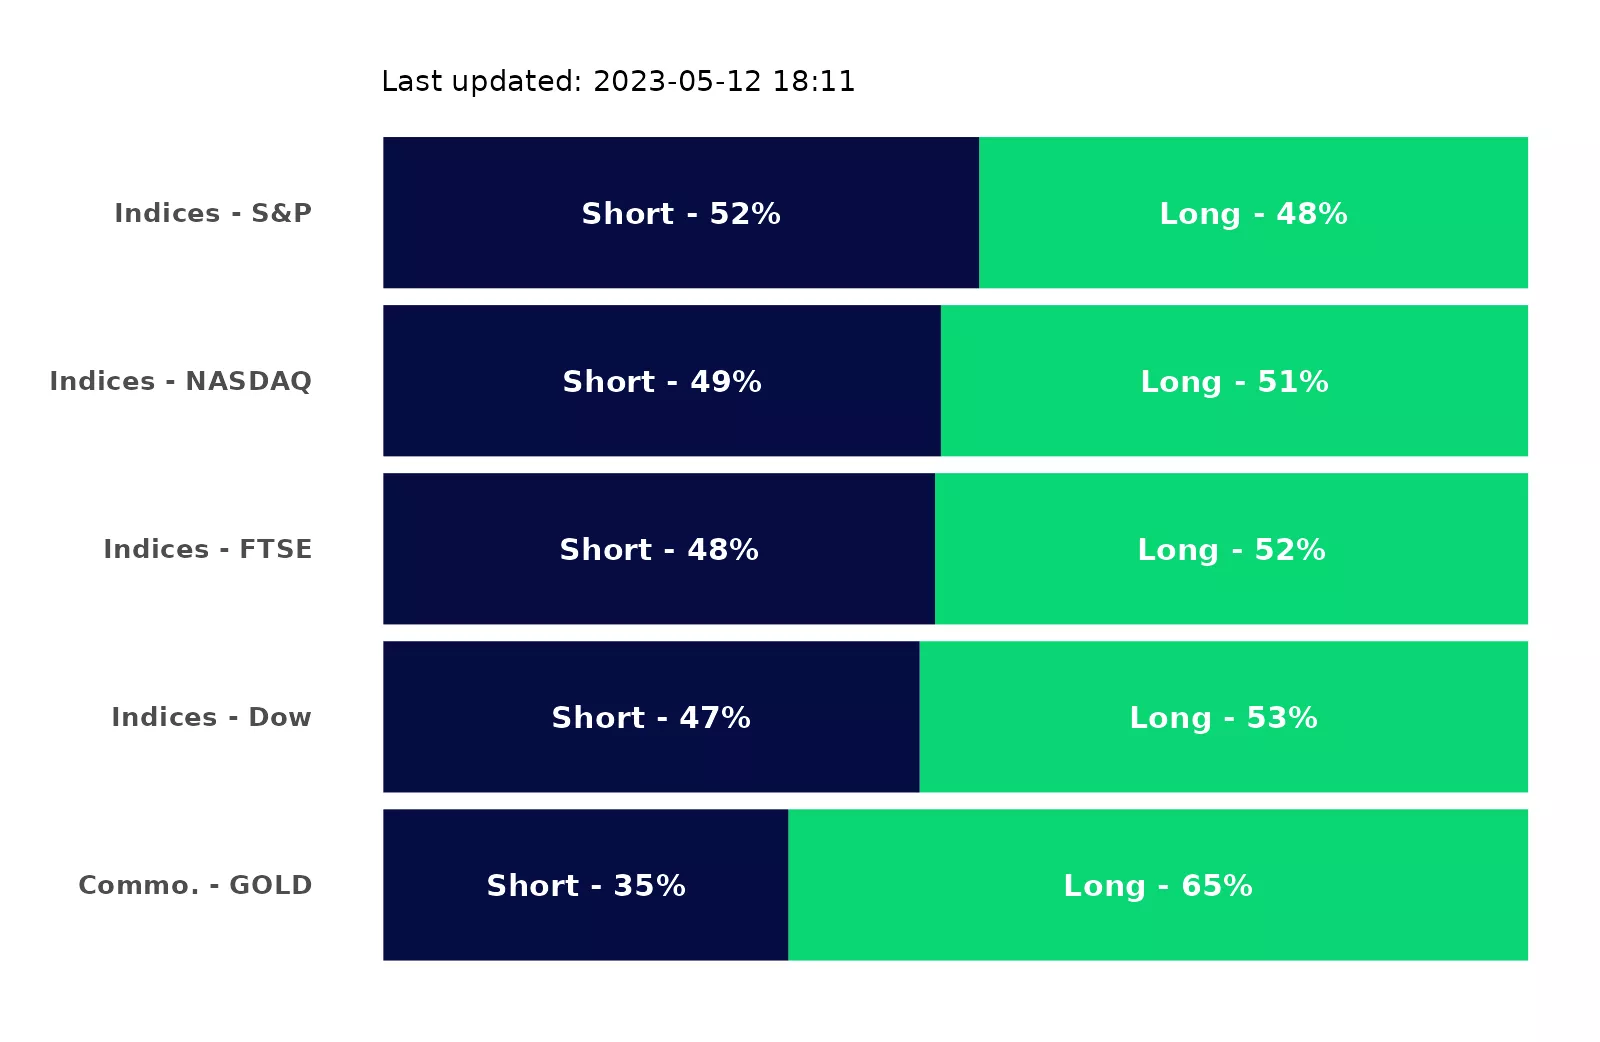 Last updated: 2023-05-12 18:11
Indices - S&P Short - 52% Long - 48%
Indices - NASDAQ Short - 49% Long - 51%
Indices - FTSE Short - 48% Long - 52%
Indices - Dow Short - 47% Long - 53%
Commo. - GOLD Short - 35% Long - 65%